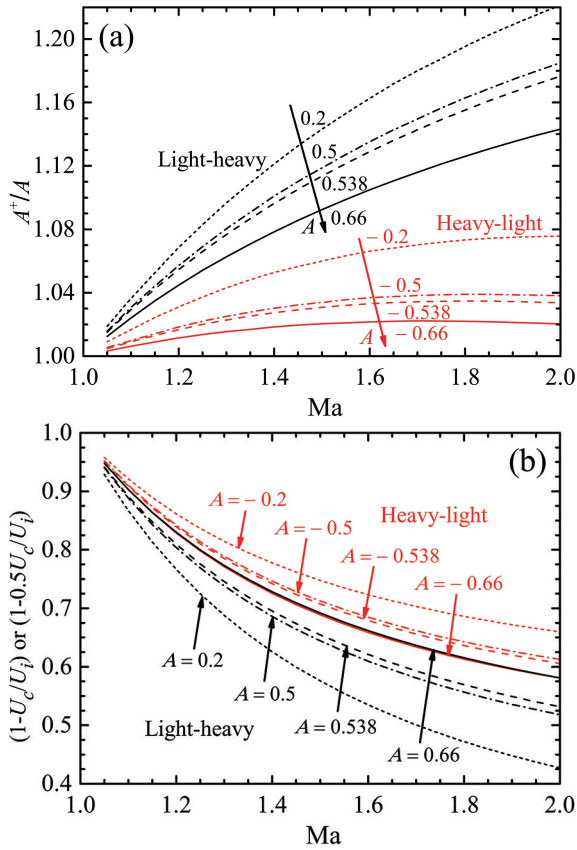 (a)
1.20
1.16
1.12
1.08
1.04
1.00
A⁺/A
Light-heavy
0.2
0.5
0.538
0.66
A
Heavy-light
− 0.2
− 0.5
− 0.538
− 0.66
A
1.0 1.2 1.4 1.6 1.8 2.0
Ma
(b)
1.0
0.9
0.8
0.7
0.6
0.5
0.4
(1-U_c/U_i) or (1-0.5U_c/U_i)
A = − 0.2
Heavy-light
A = − 0.5
A = − 0.538
A = − 0.66
A = 0.2
A = 0.5
A = 0.538
A = 0.66
Light-heavy
1.0 1.2 1.4 1.6 1.8 2.0
Ma